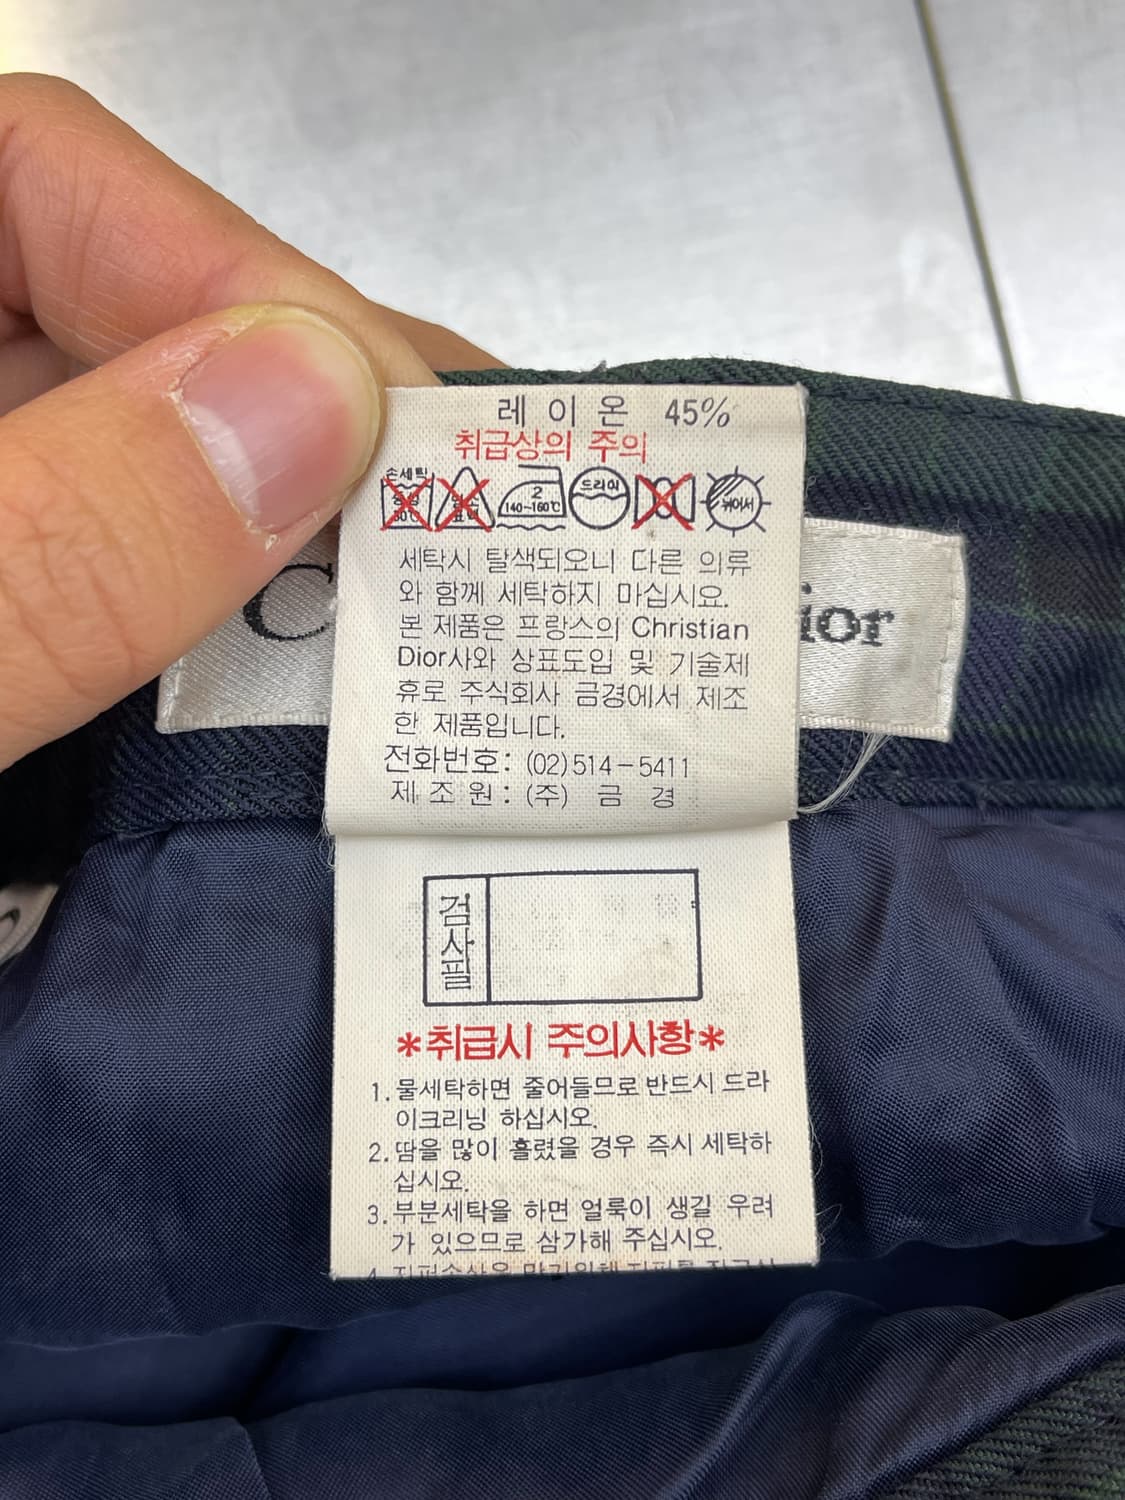 레 이 온 45%
취급상의 주의
손세틱
30℃
2
140~160℃
드라이
뉘어서
세탁시 탈색되오니 다른 의류
와 함께 세탁하지 마십시요.
본 제품은 프랑스의 Christian
Dior사와 상표도입 및 기술제
휴로 주식회사 금경에서 제조
한 제품입니다.
전화번호: (02)514-5411
제 조 원 : (주) 금 경
C
ior
검사필
*취급시 주의사항*
1. 물세탁하면 줄어들므로 반드시 드라
이크리닝 하십시오.
2. 땀을 많이 흘렸을 경우 즉시 세탁하
십시오.
3. 부분세탁을 하면 얼룩이 생길 우려
가 있으므로 삼가해 주십시오.